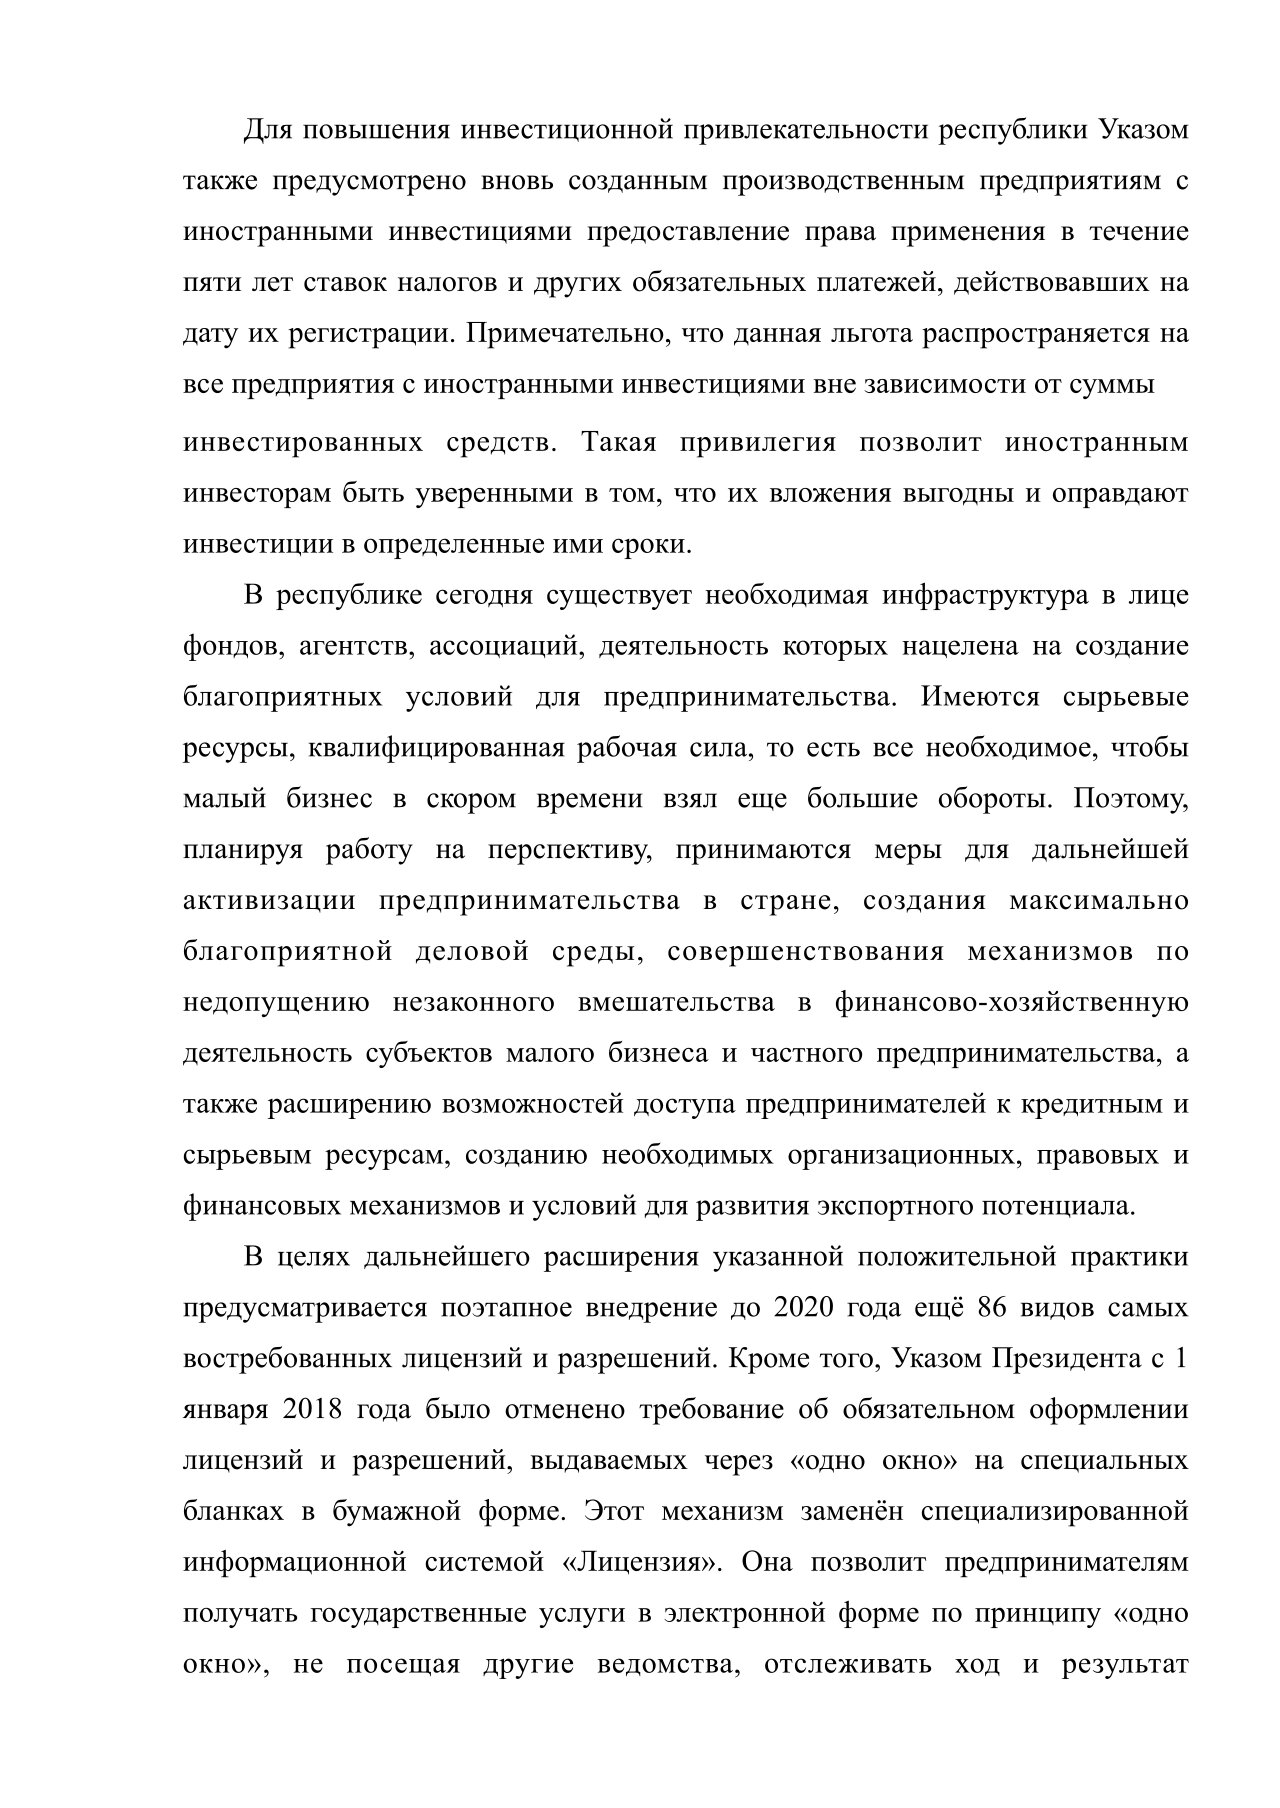 Для повышения инвестиционной привлекательности республики Указом
также предусмотрено вновь созданным производственным предприятиям с
иностранными инвестициями предоставление права применения в течение
пяти лет ставок налогов и других обязательных платежей, действовавших на
дату их регистрации. Примечательно, что данная льгота распространяется на
все предприятия с иностранными инвестициями вне зависимости от суммы
инвестированных средств. Такая привилегия позволит иностранным
инвесторам быть уверенными в том, что их вложения выгодны и оправдают
инвестиции в определенные ими сроки.
В республике сегодня существует необходимая инфраструктура в лице
фондов, агентств, ассоциаций, деятельность которых нацелена на создание
благоприятных условий для предпринимательства. Имеются сырьевые
ресурсы, квалифицированная рабочая сила, то есть все необходимое, чтобы
малый бизнес в скором времени взял еще большие обороты. Поэтому,
планируя работу на перспективу, принимаются меры для дальнейшей
активизации предпринимательства в стране, создания максимально
благоприятной деловой среды, совершенствования механизмов по
недопущению незаконного вмешательства в финансово-хозяйственную
деятельность субъектов малого бизнеса и частного предпринимательства, а
также расширению возможностей доступа предпринимателей к кредитным и
сырьевым ресурсам, созданию необходимых организационных, правовых и
финансовых механизмов и условий для развития экспортного потенциала.
В целях дальнейшего расширения указанной положительной практики
предусматривается поэтапное внедрение до 2020 года ещё 86 видов самых
востребованных лицензий и разрешений. Кроме того, Указом Президента с 1
января 2018 года было отменено требование об обязательном оформлении
лицензий и разрешений, выдаваемых через «одно окно» на специальных
бланках в бумажной форме. Этот механизм заменён специализированной
информационной системой «Лицензия». Она позволит предпринимателям
получать государственные услуги в электронной форме по принципу «одно
окно», не посещая другие ведомства, отслеживать ход и результат